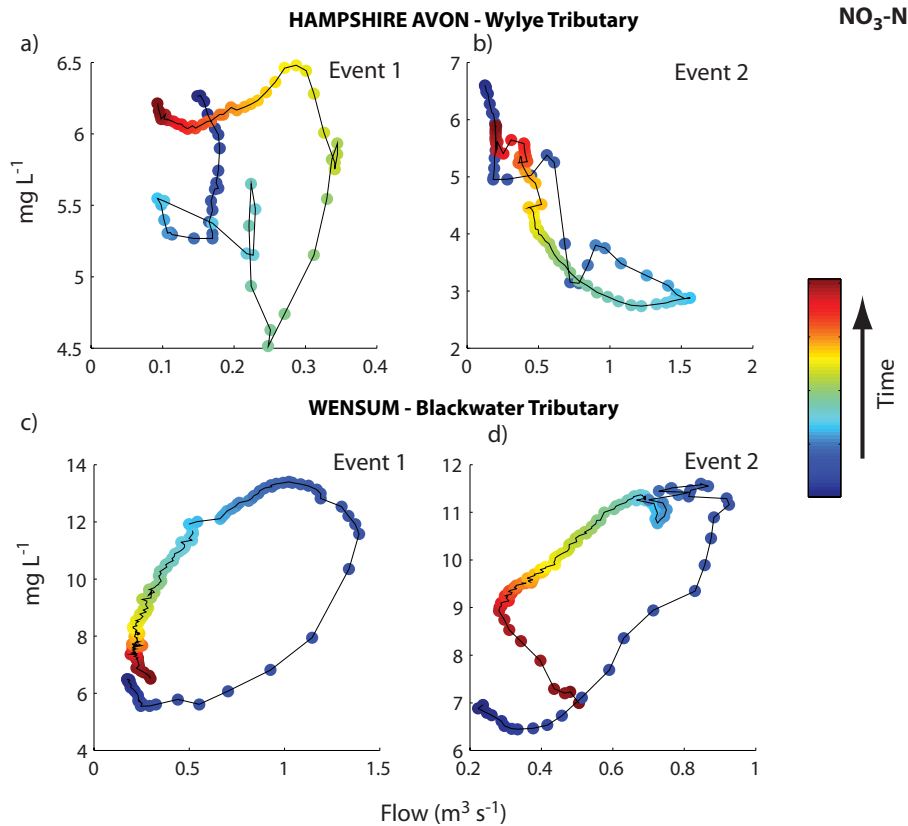 HAMPSHIRE AVON - Wylye Tributary
NO₃-N
a)
Event 1
6.5
6
5.5
5
4.5
0
0.1
0.2
0.3
0.4
mg L⁻¹
b)
Event 2
7
6
5
4
3
2
0
0.5
1
1.5
2
Time
WENSUM - Blackwater Tributary
c)
Event 1
14
12
10
8
6
4
0
0.5
1
1.5
mg L⁻¹
d)
Event 2
12
11
10
9
8
7
6
0.2
0.4
0.6
0.8
1
Flow (m³ s⁻¹)